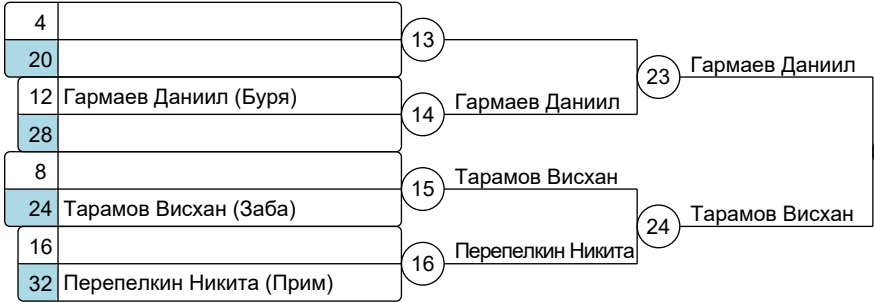 4
20
13
12 Гармаев Даниил (Буря)
28
14
Гармаев Даниил
23
Гармаев Даниил
8
24 Тарамов Висхан (Заба)
15
Тарамов Висхан
16
32 Перепелкин Никита (Прим)
16
Перепелкин Никита
24
Тарамов Висхан